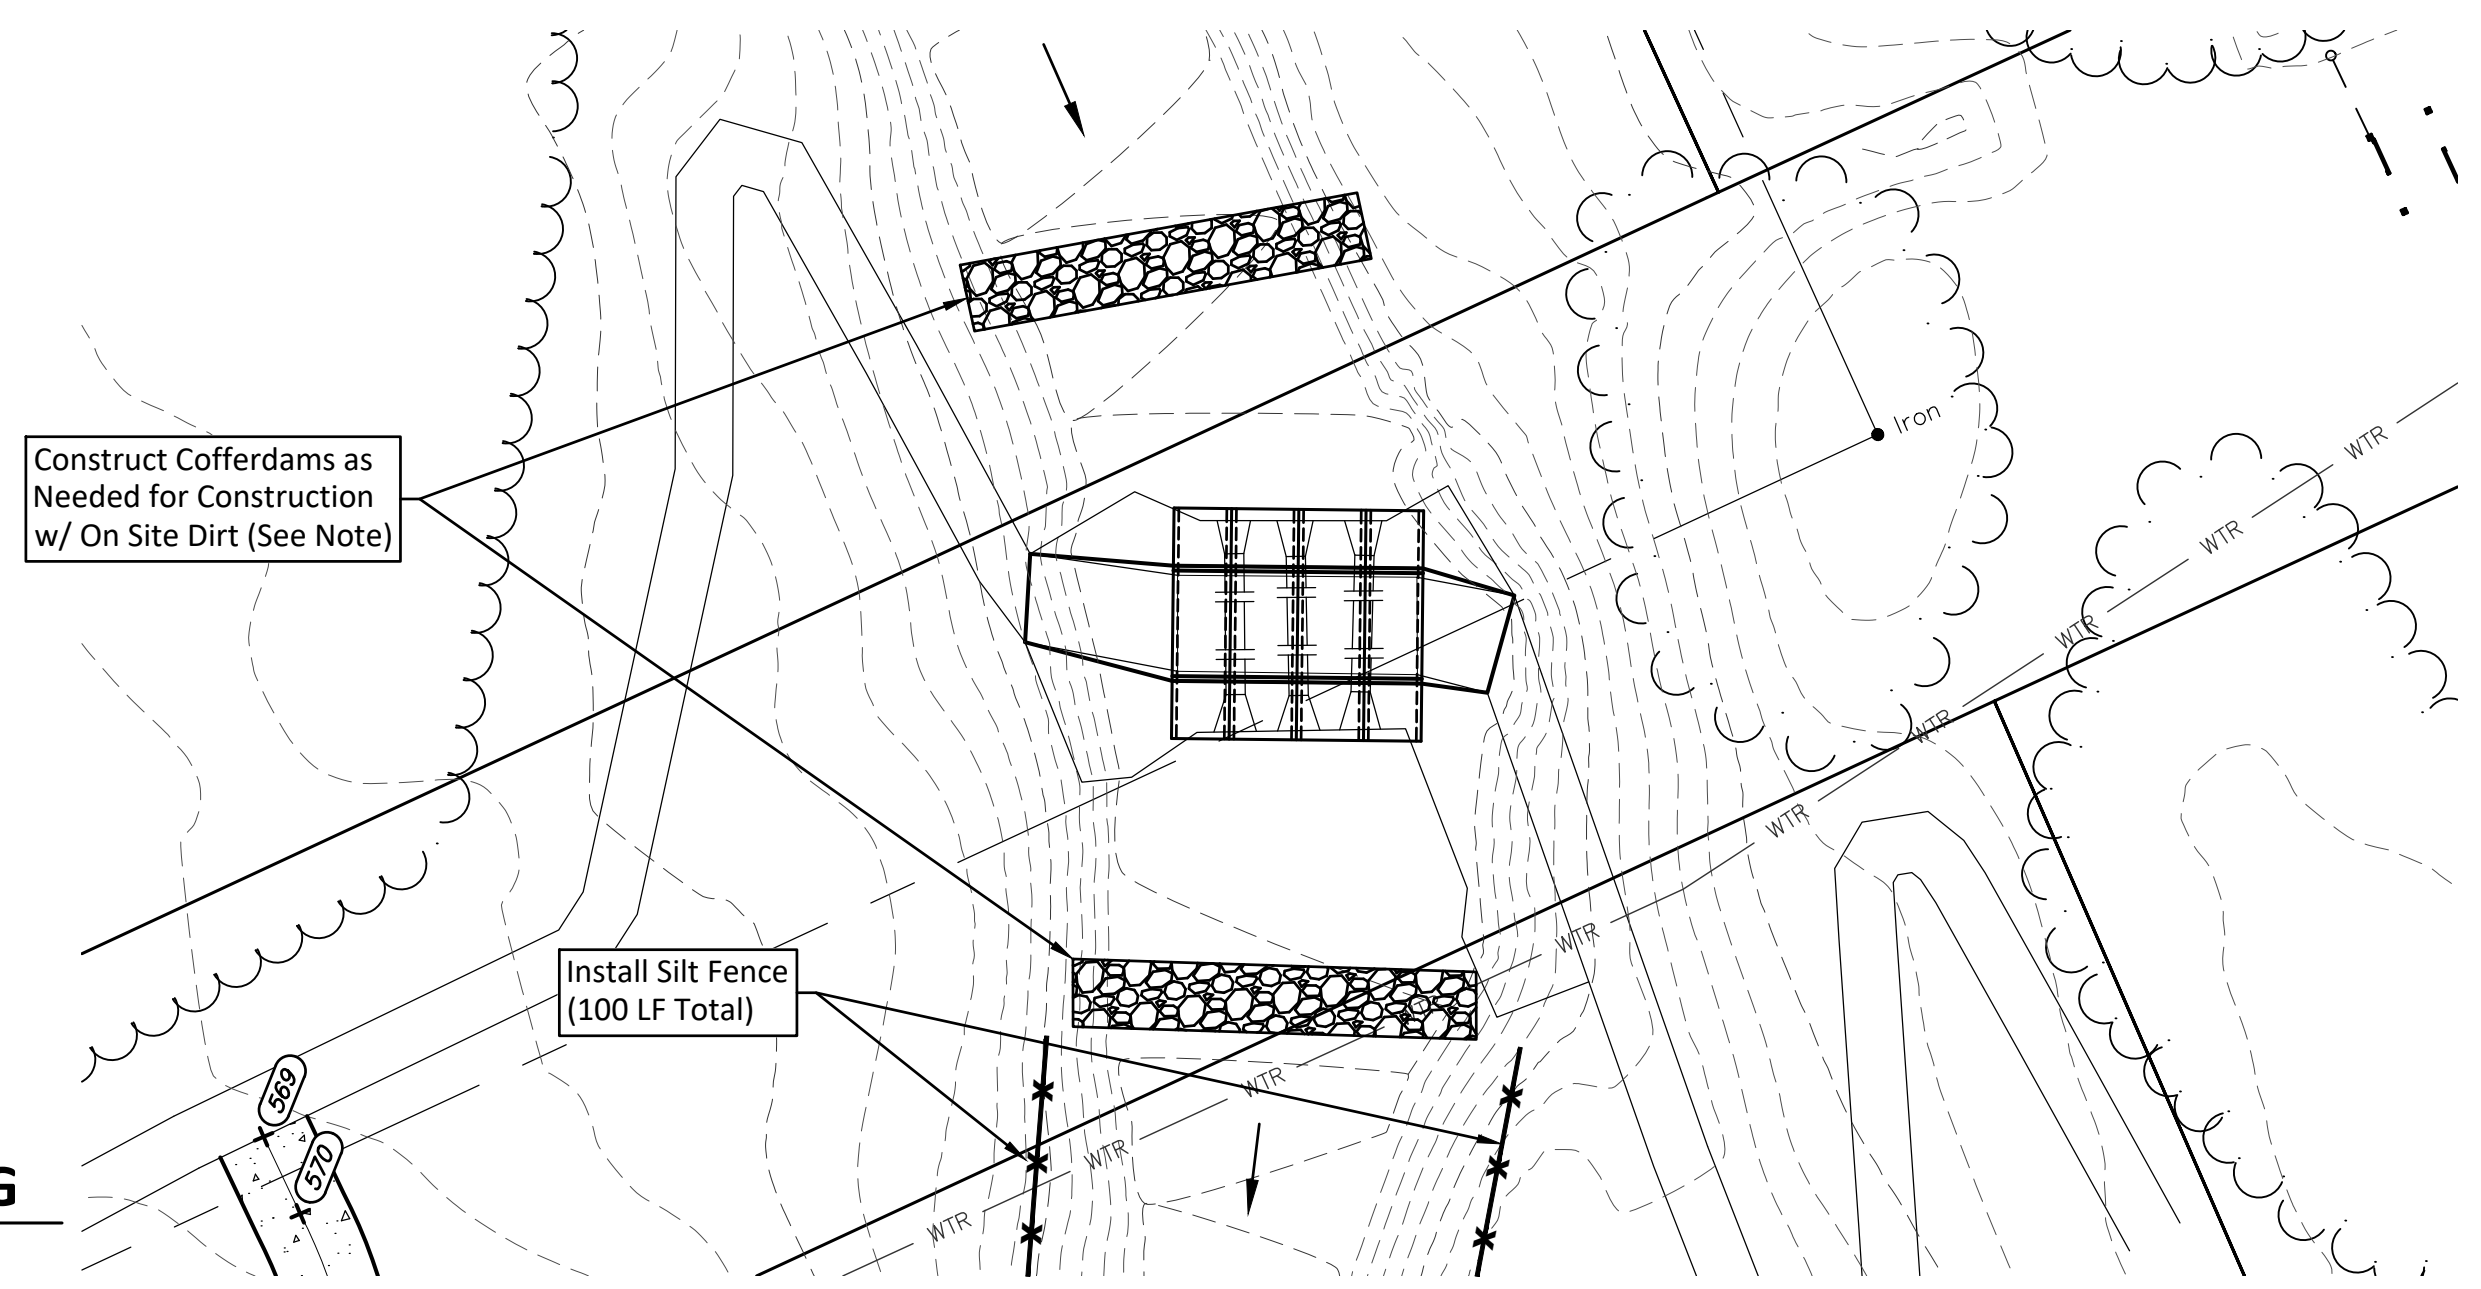 Iron
WTR
WTR
Construct Cofferdams as
Needed for Construction
w/ On Site Dirt (See Note)
WTR
WTR
WTR
WTR
Install Silt Fence
(100 LF Total)
WTR
569
WTR
570
G
WTR